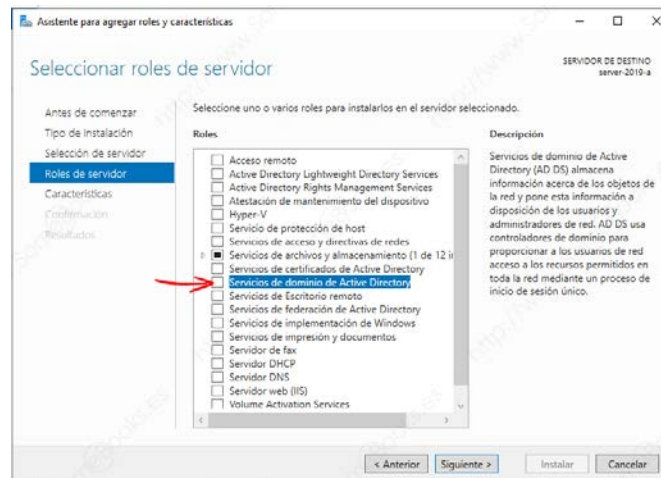 Asistente para agregar roles y características
Seleccionar roles de servidor
SERVIDOR DE DESTINO
server-2019-a
Antes de comenzar
Tipo de instalación
Selección de servidor
Roles de servidor
Características
Confirmación
Resultados
Seleccione uno o varios roles para instalarlos en el servidor seleccionado.
Roles
Acceso remoto
Active Directory Lightweight Directory Services
Active Directory Rights Management Services
Atestación de mantenimiento del dispositivo
Hyper-V
Servicio de protección de host
Servicios de acceso y directivas de redes
Servicios de archivos y almacenamiento (1 de 12 in
Servicios de certificados de Active Directory
Servicios de dominio de Active Directory
Servicios de Escritorio remoto
Servicios de federación de Active Directory
Servicios de implementación de Windows
Servicios de impresión y documentos
Servidor de fax
Servidor DHCP
Servidor DNS
Servidor web (IIS)
Volume Activation Services
Descripción
Servicios de dominio de Active
Directory (AD DS) almacena
información acerca de los objetos de
la red y pone esta información a
disposición de los usuarios y
administradores de red. AD DS usa
controladores de dominio para
proporcionar a los usuarios de red
acceso a los recursos permitidos en
toda la red mediante un proceso de
inicio de sesión único.
< Anterior
Siguiente >
Instalar
Cancelar